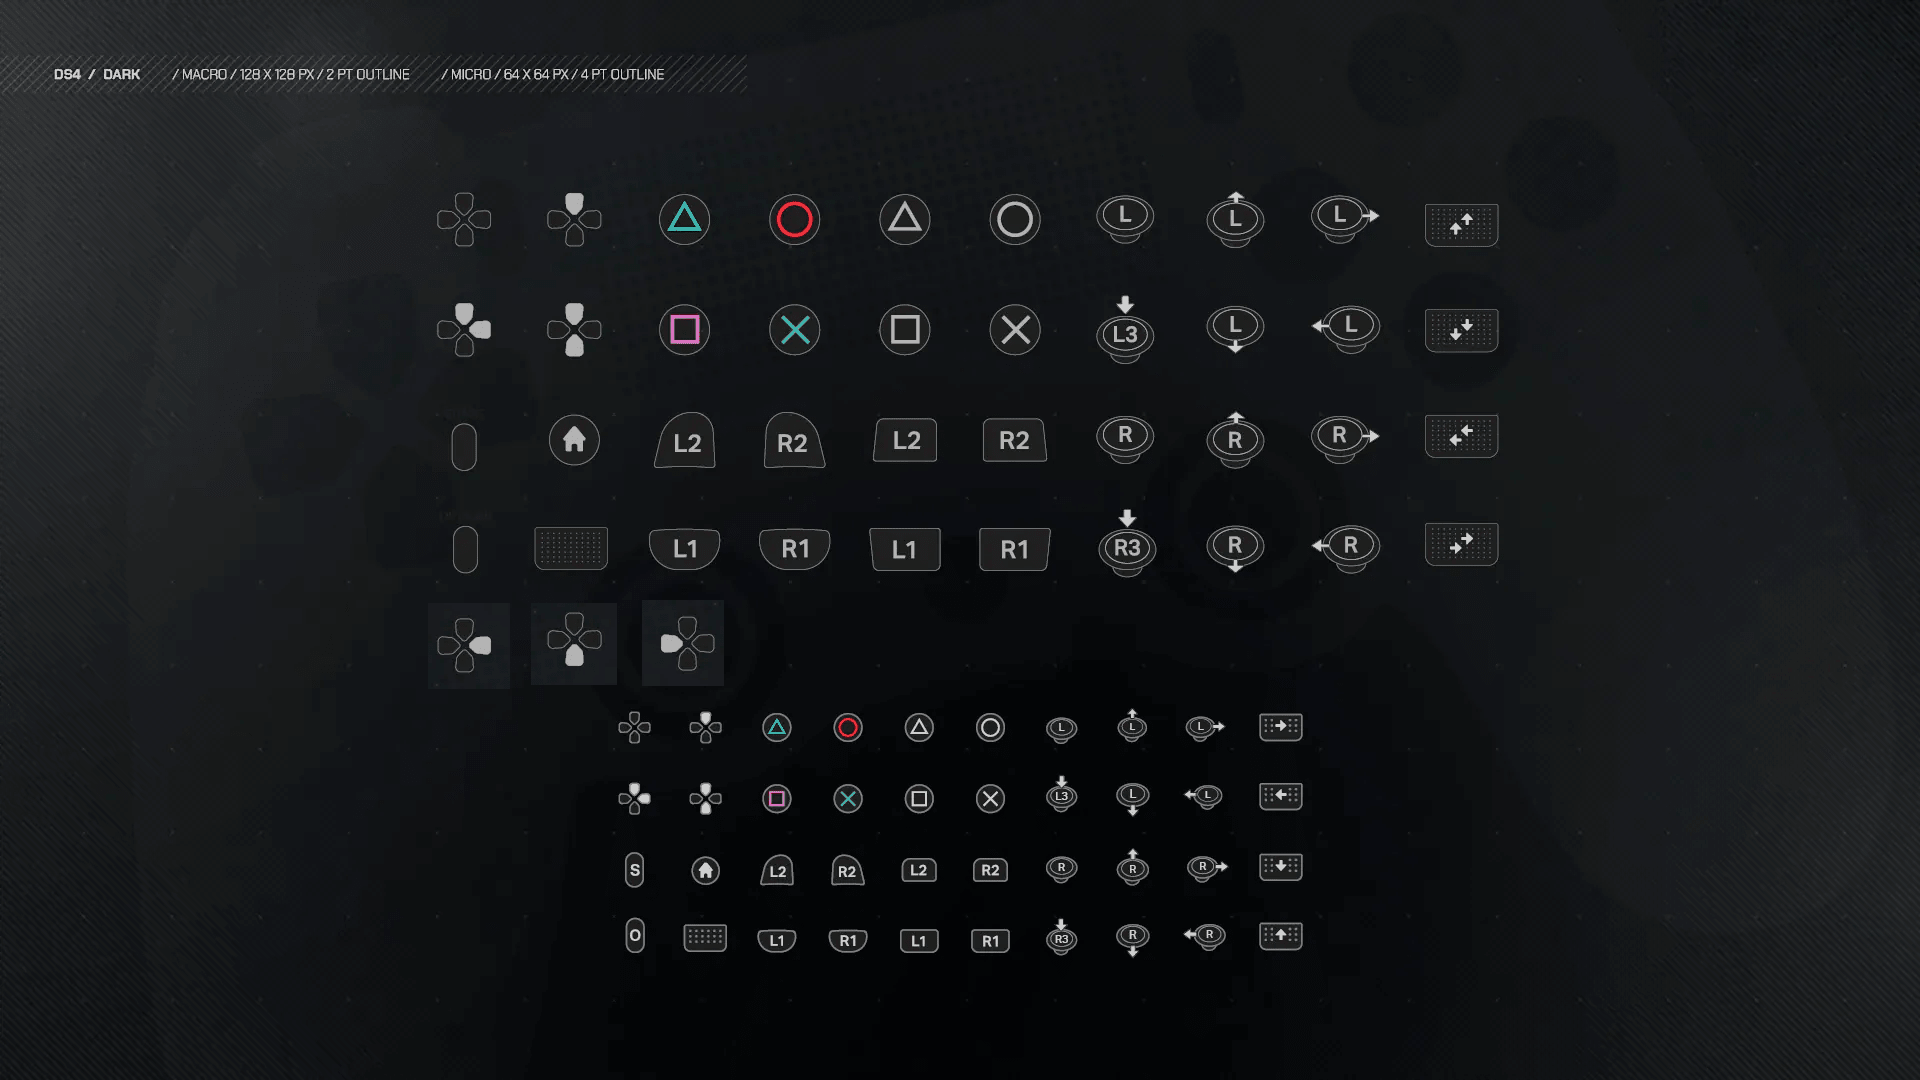 DS4 / DARK / MACRO / 128 X 128 PX / 2 PT OUTLINE / MICRO / 64 X 64 PX / 4 PT OUTLINE
L L L
L3 L L
L2 R2 L2 R2 R R R
L1 R1 L1 R1 R3 R R
L L L
L3 L L
S L2 R2 L2 R2 R R R
O L1 R1 L1 R1 R3 R R